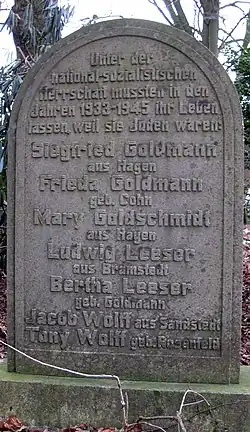 Unter der
national-sozialistischen
Herrschaft mussten in den
Jahren 1933-1945 ihr Leben
lassen, weil sie Juden waren:
Siegfried Goldmann
aus Hagen
Frieda Goldmann
geb. Cohn
Mary Goldschmidt
aus Hagen
Ludwig Leeser
aus Bramstedt
Bertha Leeser
geb. Goldmann
Jacob Wolff aus Sandstedt
Tony Wolff geb. Rosenfeld